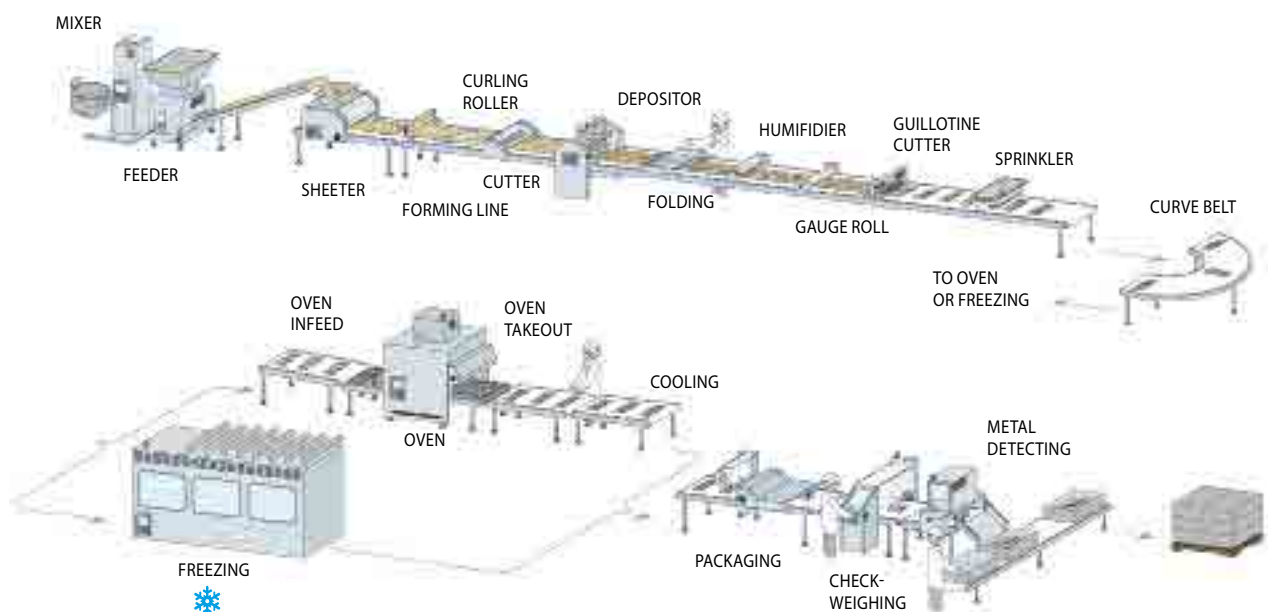 MIXER
FEEDER
SHEETER
FORMING LINE
CURLING
ROLLER
CUTTER
DEPOSITOR
FOLDING
HUMIFIDIER
GAUGE ROLL
GUILLOTINE
CUTTER
SPRINKLER
CURVE BELT
TO OVEN
OR FREEZING
OVEN
INFEED
OVEN
OVEN
TAKEOUT
COOLING
FREEZING
PACKAGING
CHECK-
WEIGHING
METAL
DETECTING